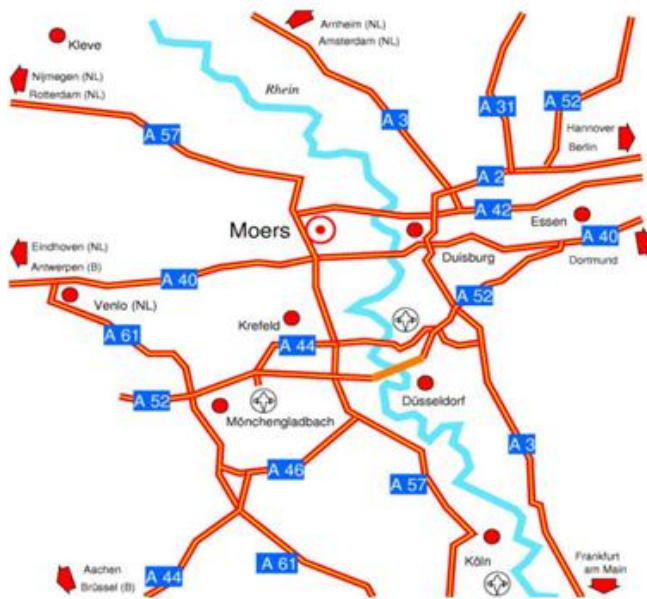 Kleve
Arnheim (NL)
Amsterdam (NL)
Nijmegen (NL)
Rotterdam (NL)
Rhein
A 57
A 3
A 31
A 52
Hannover
Berlin
A 2
A 42
Essen
Moers
Eindhoven (NL)
Antwerpen (B)
A 40
Duisburg
A 40
Dortmund
Venlo (NL)
A 52
Krefeld
A 61
A 44
A 52
Mönchengladbach
Düsseldorf
A 46
A 57
A 3
Köln
Aachen
Brüssel (B)
A 44
A 61
Frankfurt
am Main